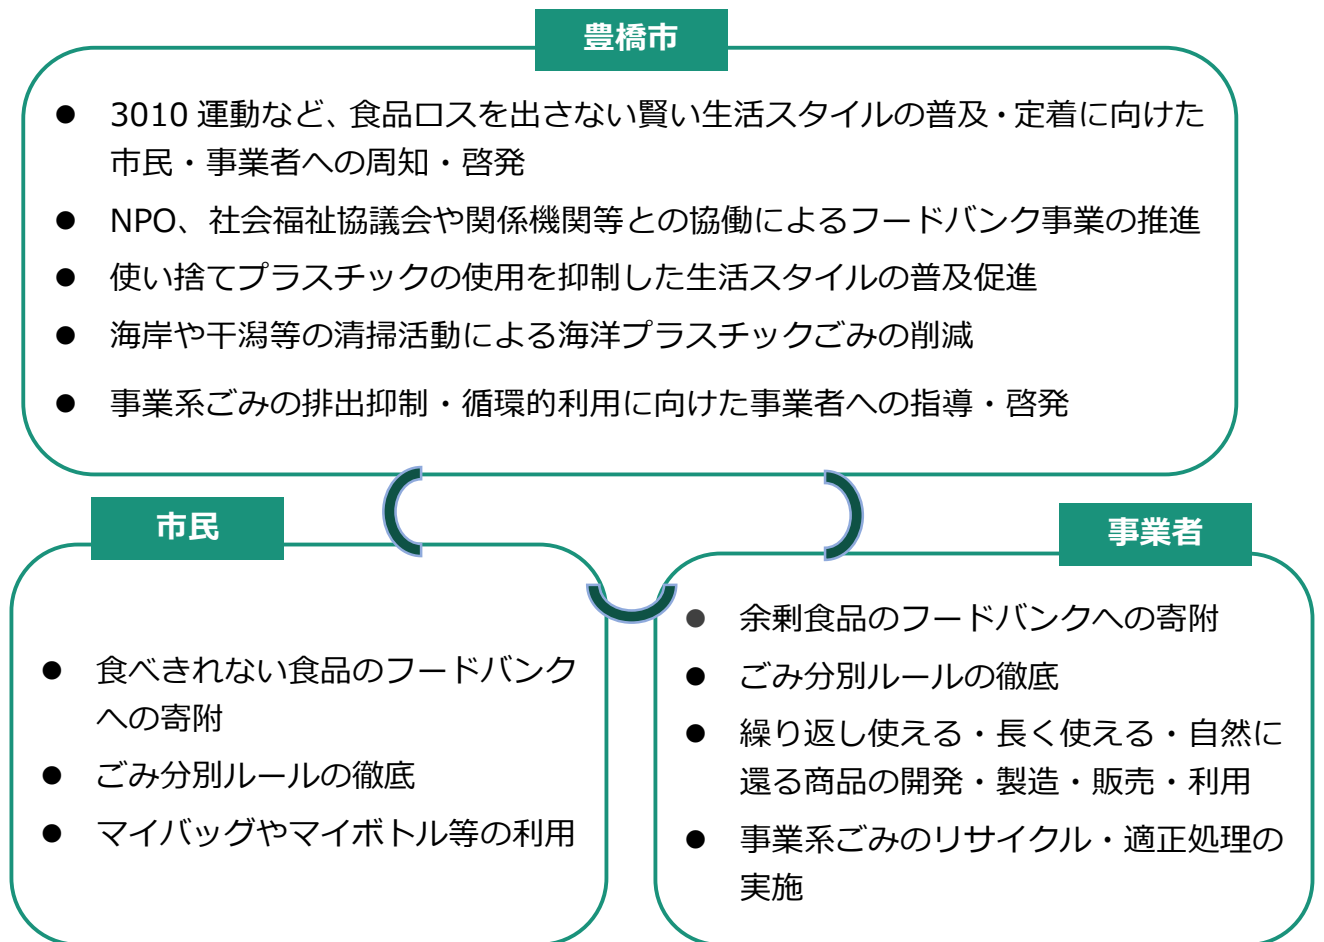 豊橋市
● 3010 運動など、食品ロスを出さない賢い生活スタイルの普及・定着に向けた
市民・事業者への周知・啓発
● NPO、社会福祉協議会や関係機関等との協働によるフードバンク事業の推進
● 使い捨てプラスチックの使用を抑制した生活スタイルの普及促進
● 海岸や干潟等の清掃活動による海洋プラスチックごみの削減
● 事業系ごみの排出抑制・循環的利用に向けた事業者への指導・啓発
市民
● 食べきれない食品のフードバンク
への寄附
● ごみ分別ルールの徹底
● マイバッグやマイボトル等の利用
事業者
● 余剰食品のフードバンクへの寄附
● ごみ分別ルールの徹底
● 繰り返し使える・長く使える・自然に
還る商品の開発・製造・販売・利用
● 事業系ごみのリサイクル・適正処理の
実施